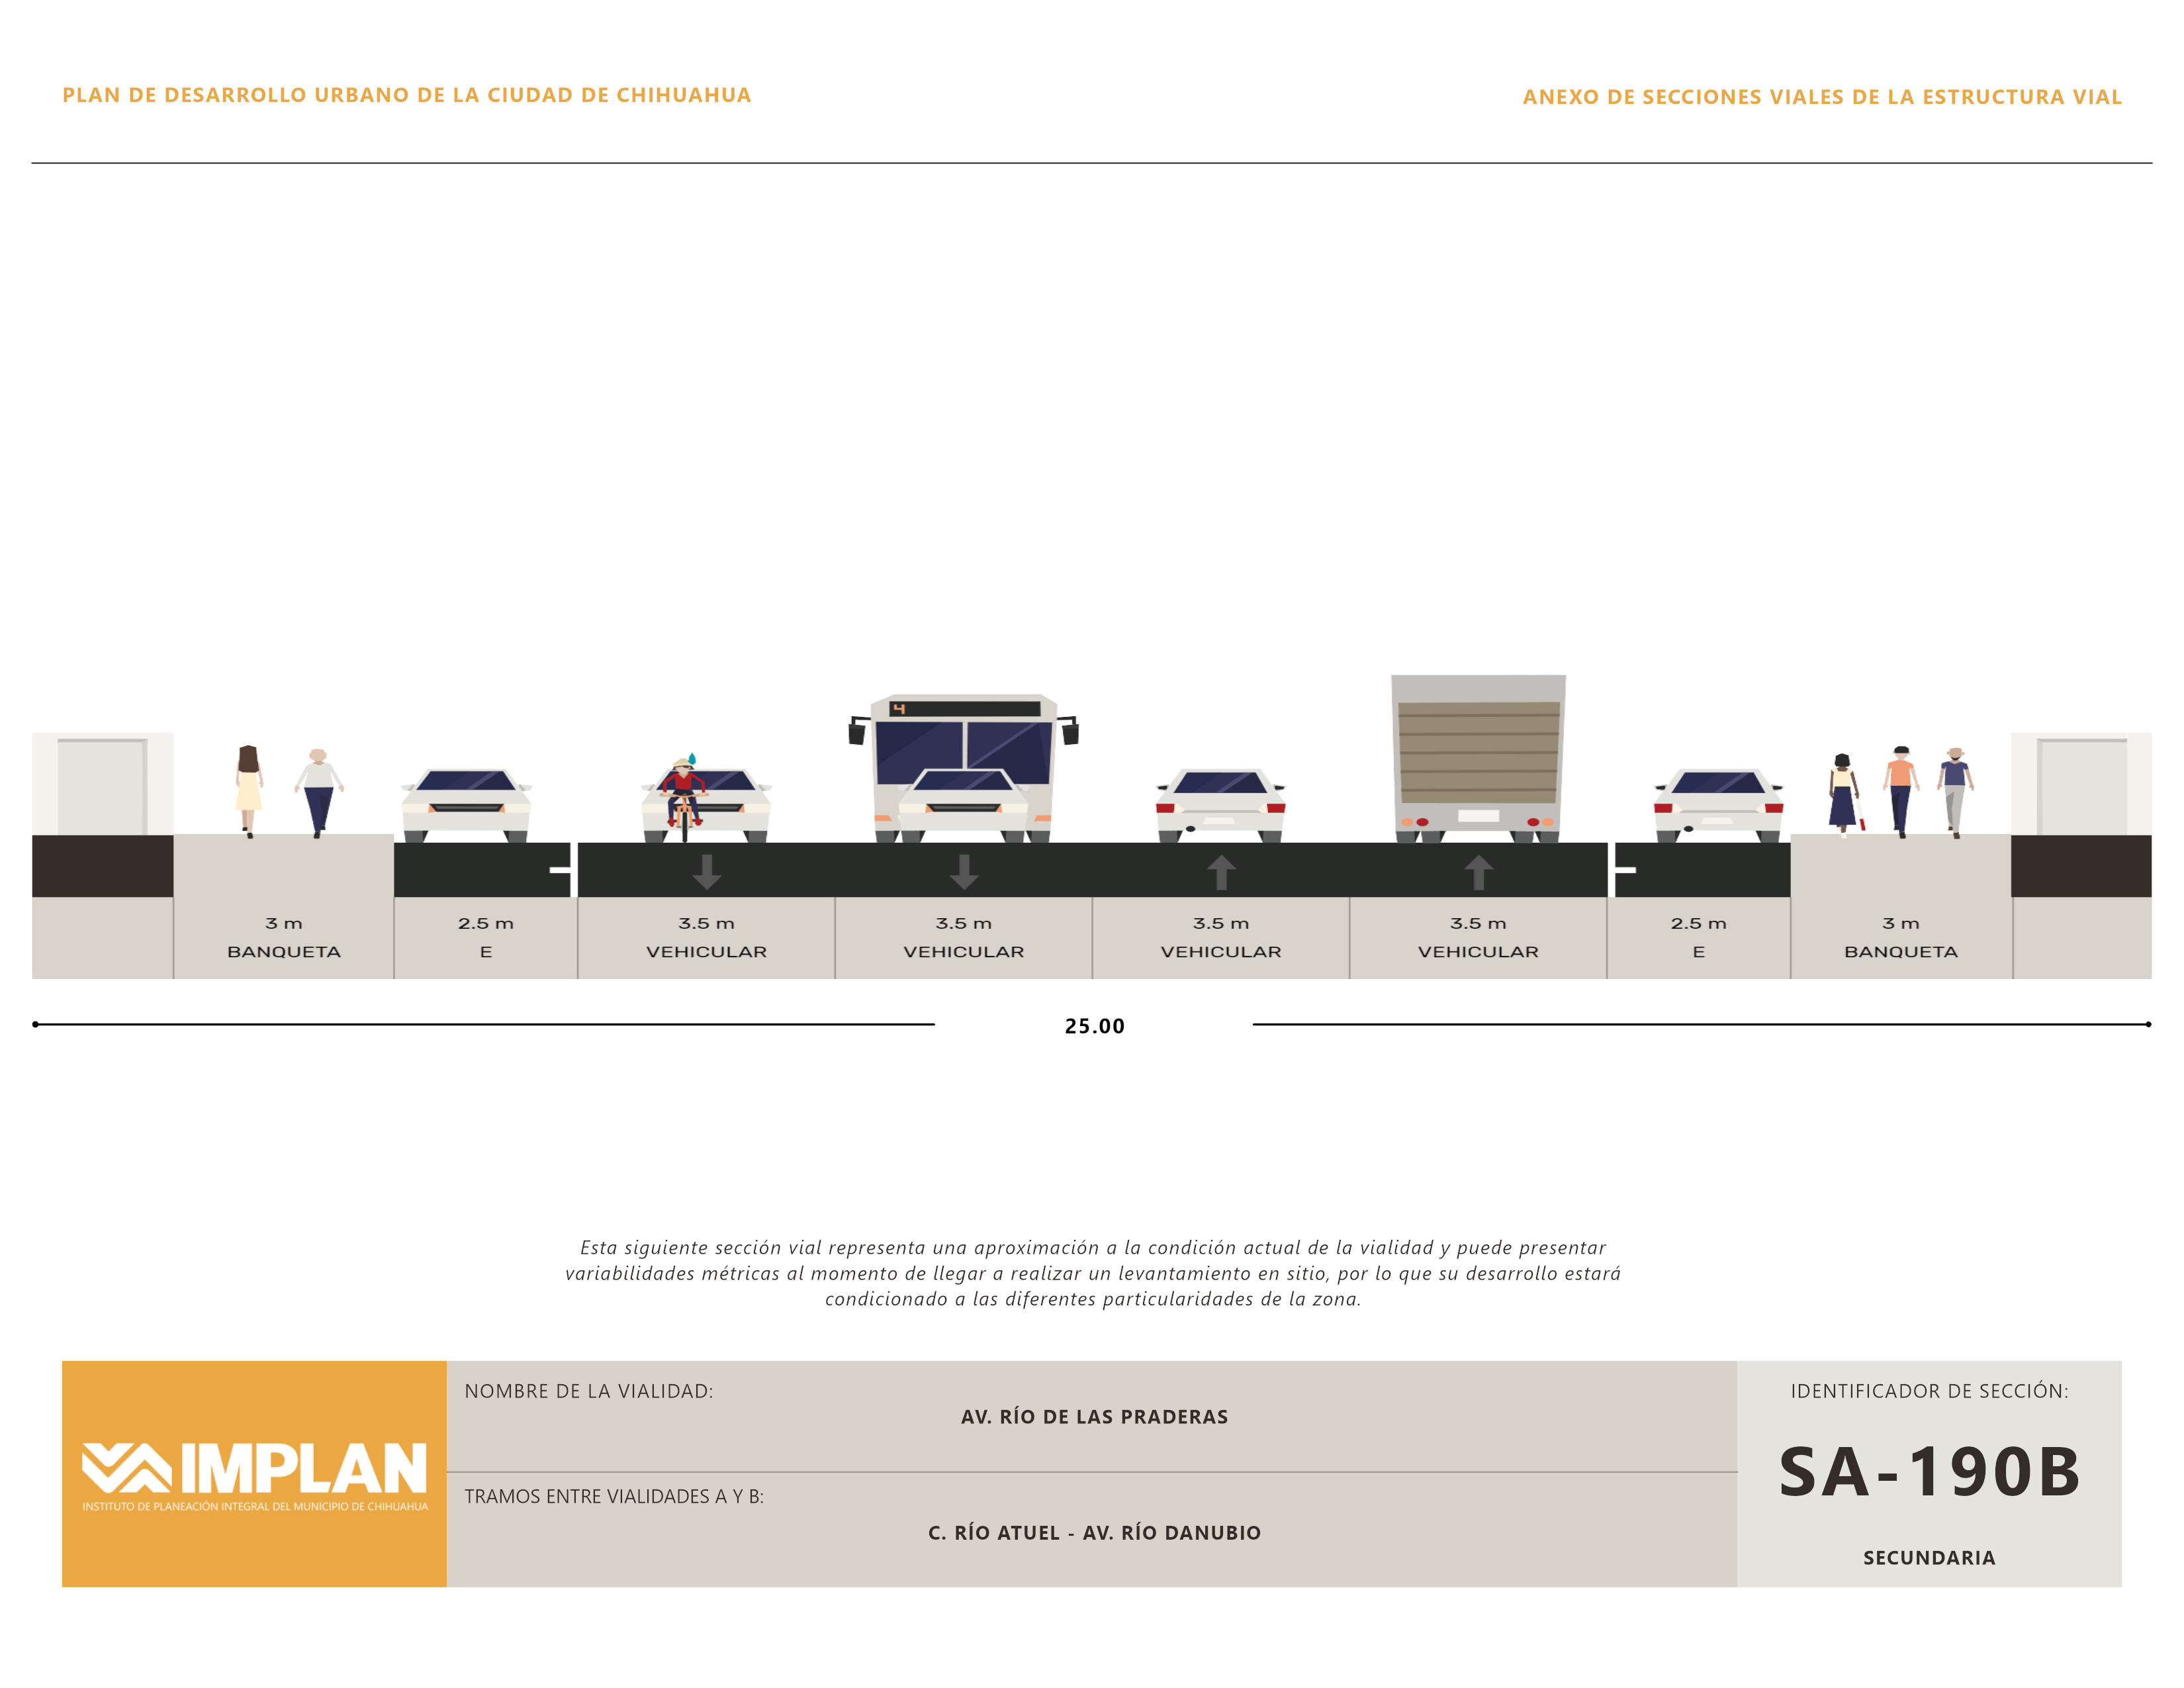 PLAN DE DESARROLLO URBANO DE LA CIUDAD DE CHIHUAHUA
ANEXO DE SECCIONES VIALES DE LA ESTRUCTURA VIAL
4
3 m
BANQUETA
2.5 m
E
3.5 m
VEHICULAR
3.5 m
VEHICULAR
3.5 m
VEHICULAR
3.5 m
VEHICULAR
2.5 m
E
3 m
BANQUETA
25.00
Esta siguiente sección vial representa una aproximación a la condición actual de la vialidad y puede presentar
variabilidades métricas al momento de llegar a realizar un levantamiento en sitio, por lo que su desarrollo estará
condicionado a las diferentes particularidades de la zona.
IMPLAN
INSTITUTO DE PLANEACIÓN INTEGRAL DEL MUNICIPIO DE CHIHUAHUA
NOMBRE DE LA VIALIDAD:
AV. RÍO DE LAS PRADERAS
TRAMOS ENTRE VIALIDADES A Y B:
C. RÍO ATUEL - AV. RÍO DANUBIO
IDENTIFICADOR DE SECCIÓN:
SA-190B
SECUNDARIA